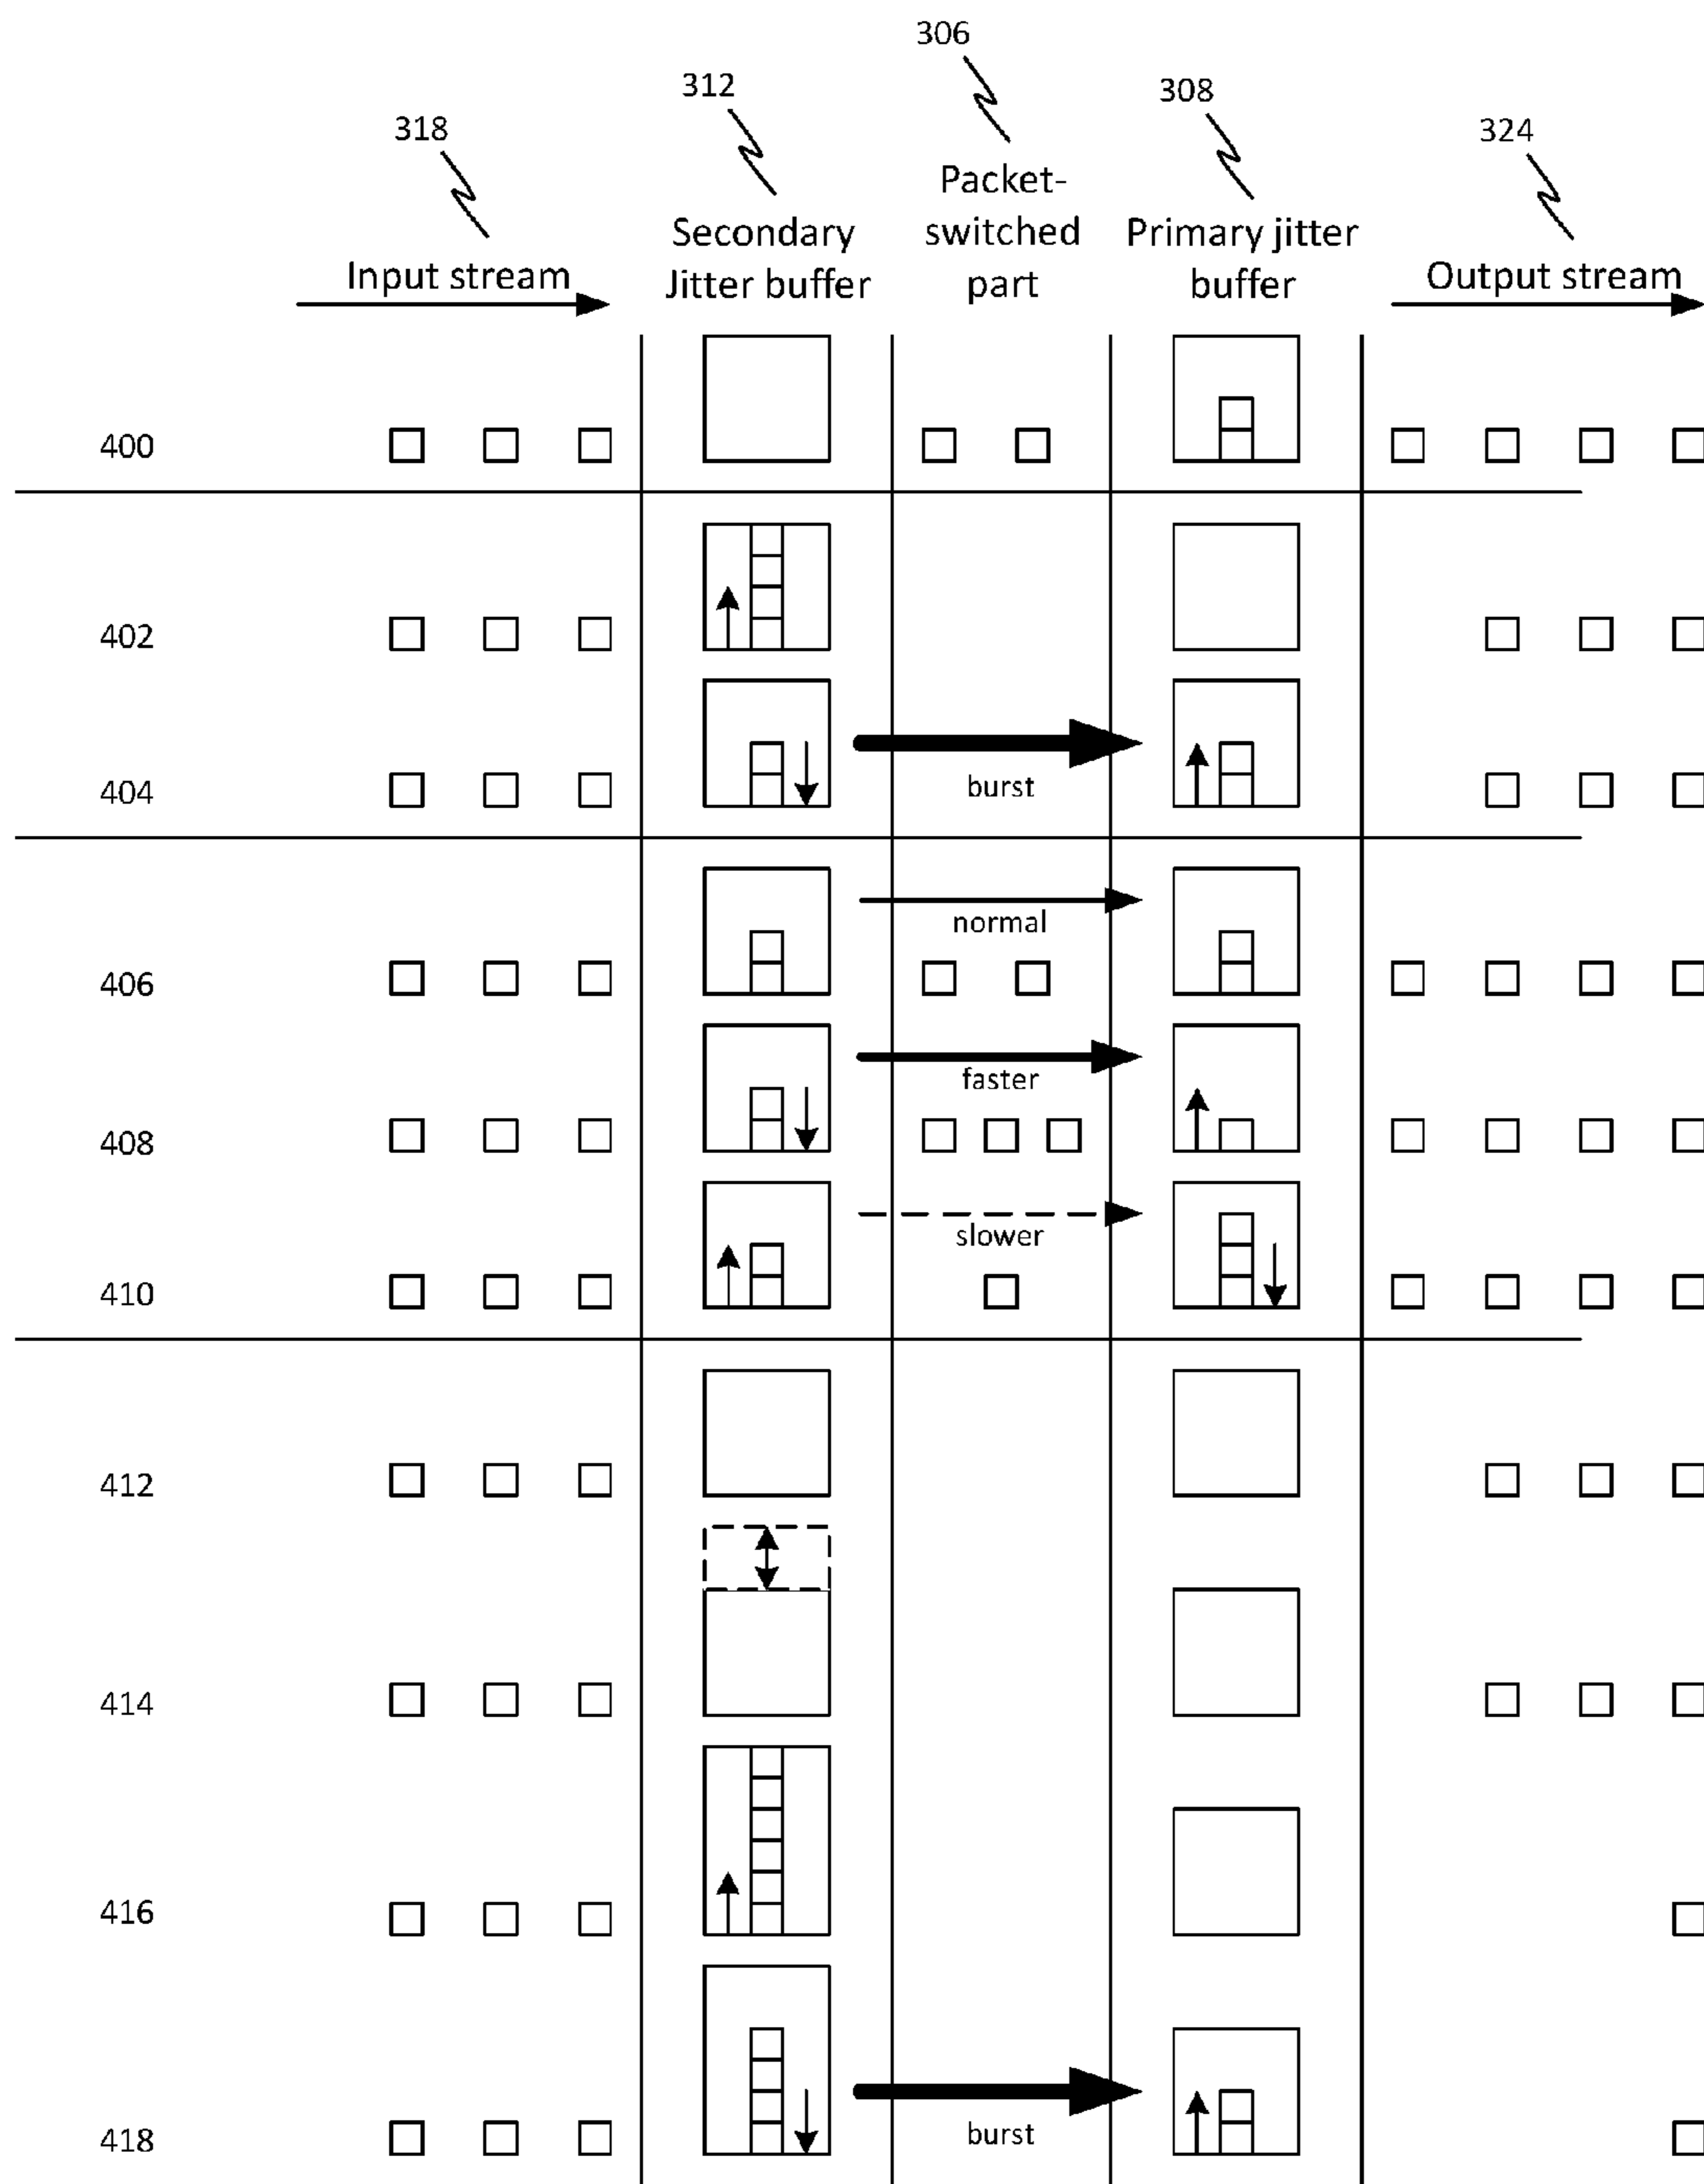 306
312
308
318
324
Packet-
Secondary
switched
Primary jitter
Input stream
Jitter buffer
part
buffer
Output stream
400
402
404
burst
normal
406
faster
408
slower
410
412
414
416
418
burst